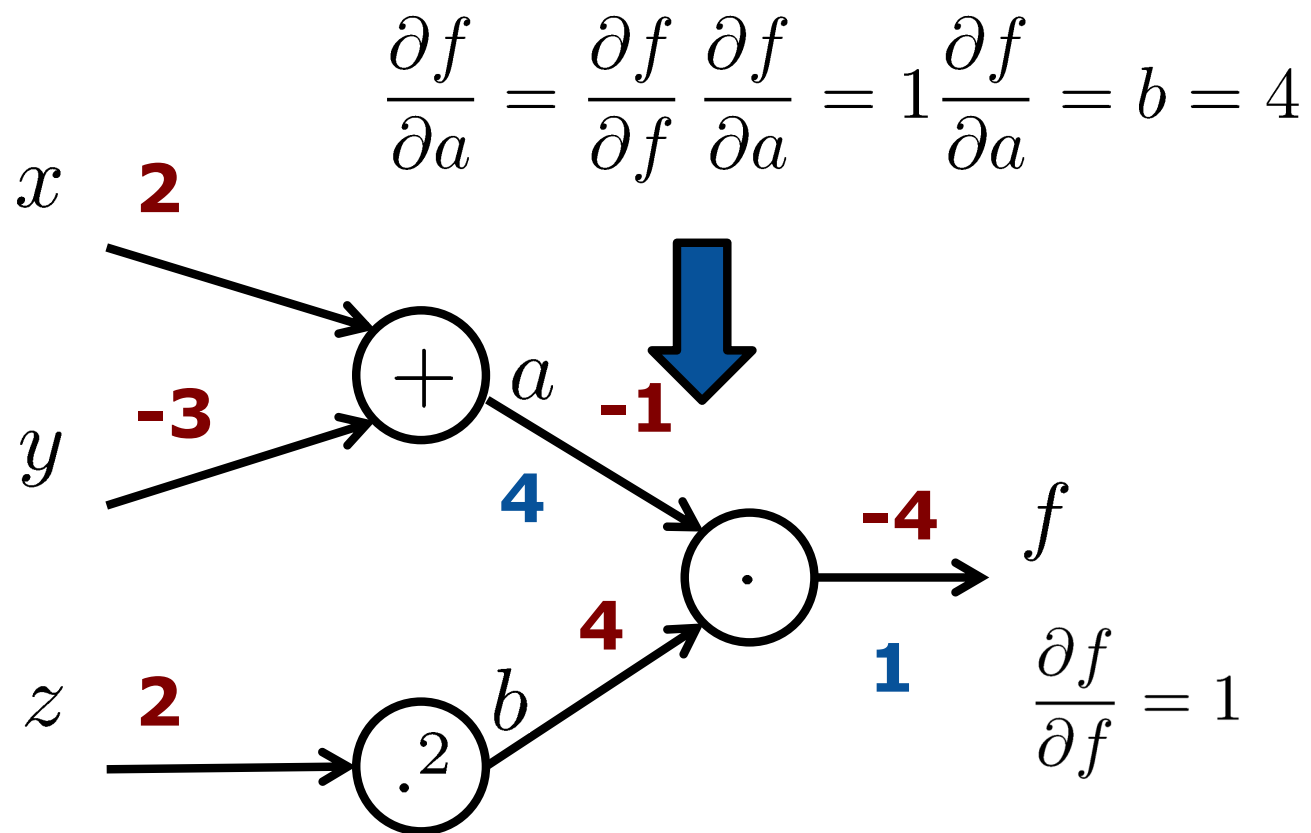 ∂f/∂a = ∂f/∂f ∂f/∂a = 1 ∂f/∂a = b = 4
x 2
+ a -1
y -3
4
-4 f
·
4
1 ∂f/∂f = 1
z 2 b
.²